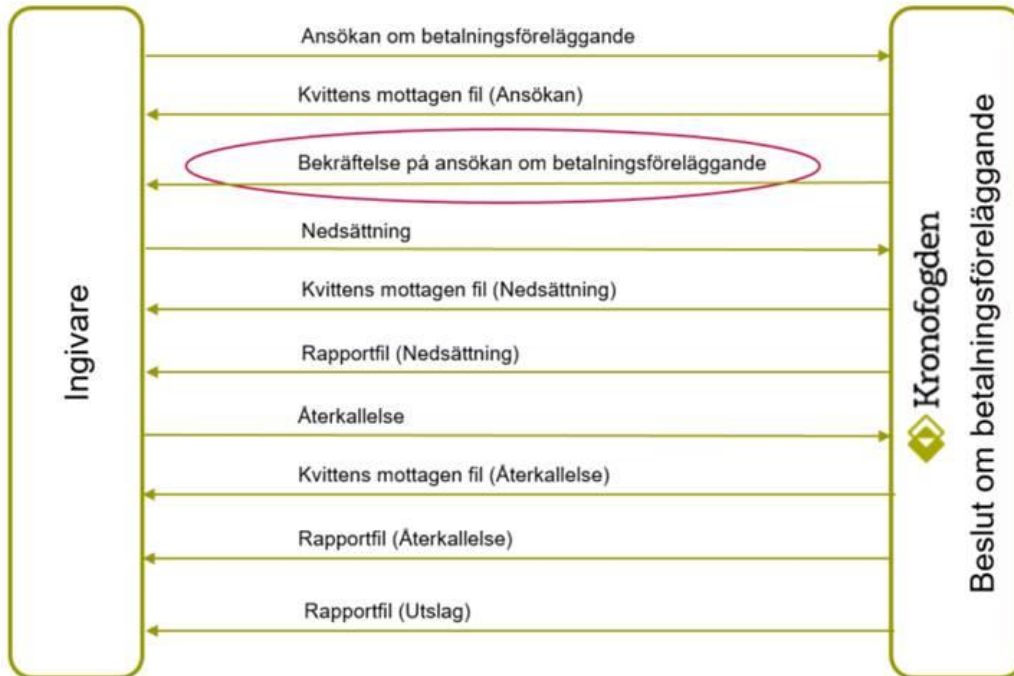 Ansökan om betalningsföreläggande
Kvittens mottagen fil (Ansökan)
Bekräftelse på ansökan om betalningsföreläggande
Nedsättning
Kvittens mottagen fil (Nedsättning)
Rapportfil (Nedsättning)
Återkallelse
Kvittens mottagen fil (Återkallelse)
Rapportfil (Återkallelse)
Rapportfil (Utslag)
Ingivare
Kronofogden
Beslut om betalningsföreläggande